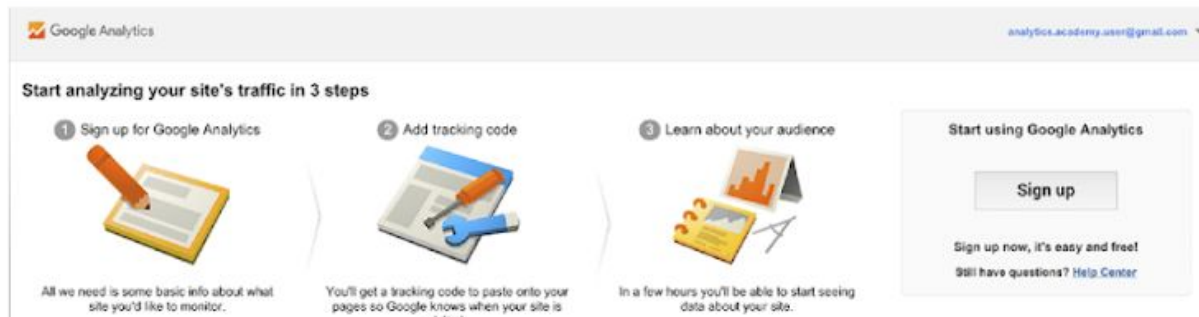 Google Analytics
analytics.academy.user@gmail.com
Start analyzing your site's traffic in 3 steps
1 Sign up for Google Analytics
2 Add tracking code
3 Learn about your audience
Start using Google Analytics
Sign up
Sign up now, it's easy and free!
Still have questions? Help Center
All we need is some basic info about what
site you'd like to monitor.
You'll get a tracking code to paste onto your
pages so Google knows when your site is
In a few hours you'll be able to start seeing
data about your site.